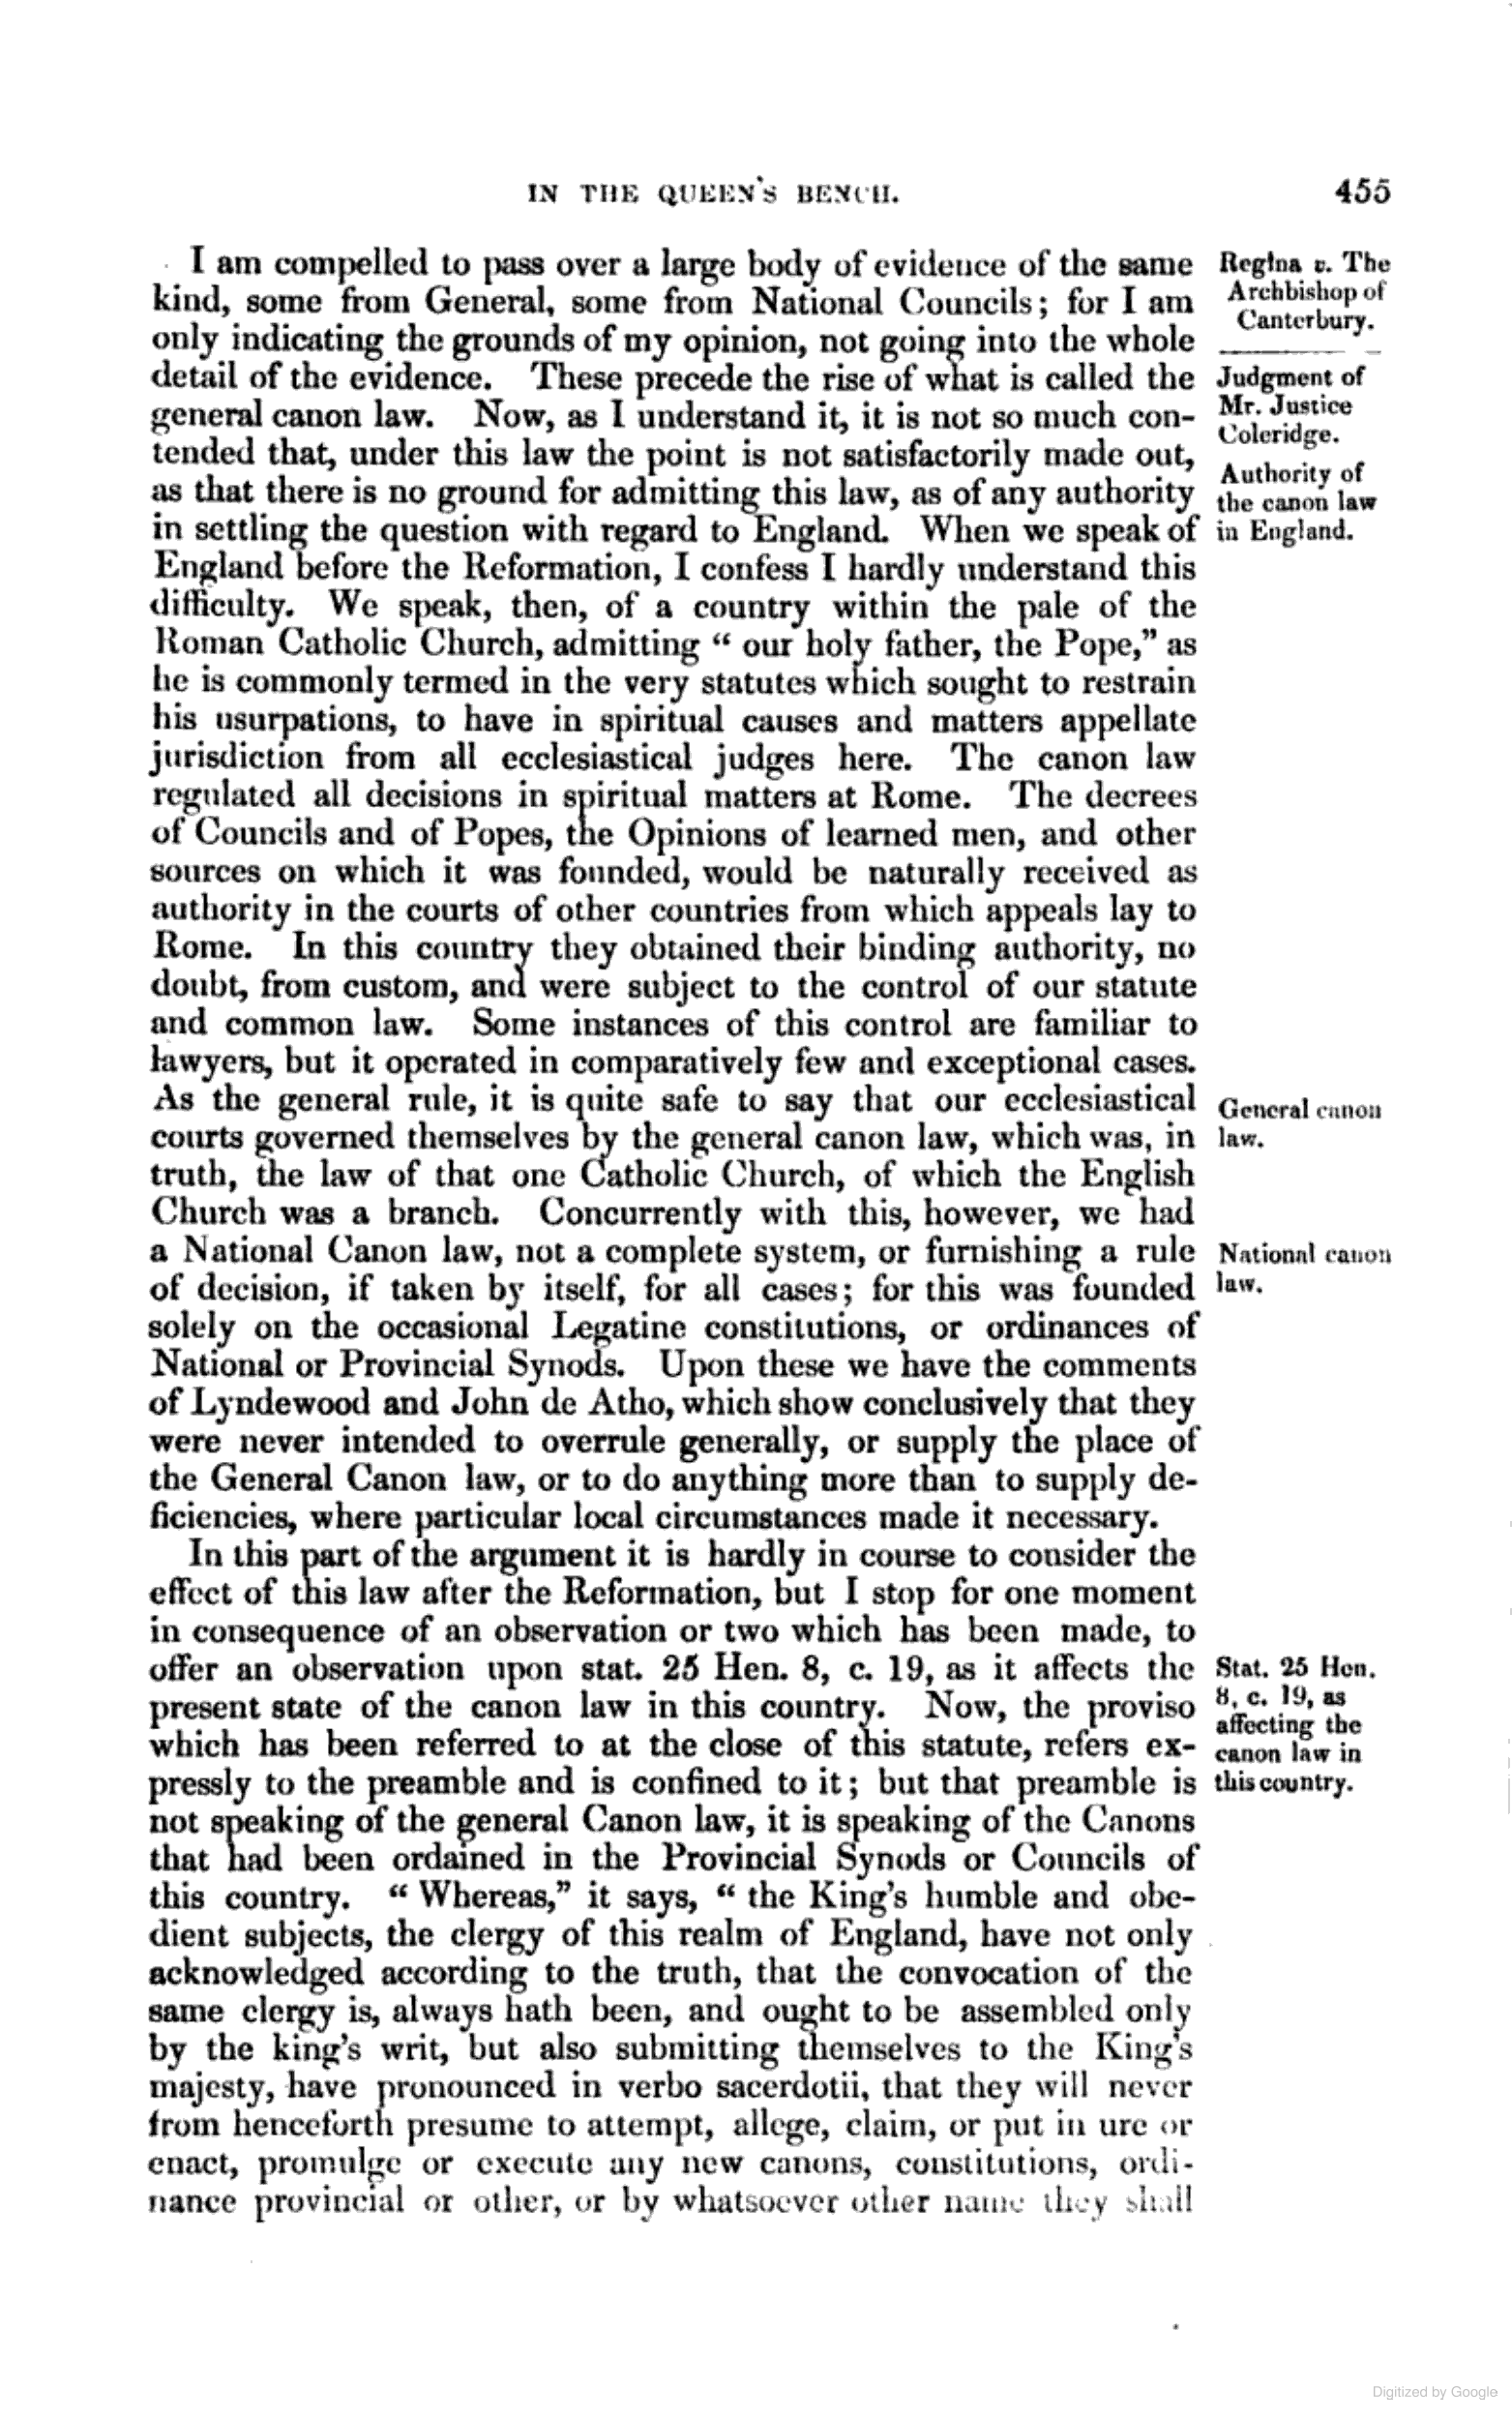 IN THE QUEEN'S BENCH. 455
I am compelled to pass over a large body of evidence of the same
kind, some from General, some from National Councils; for I am
only indicating the grounds of my opinion, not going into the whole
detail of the evidence. These precede the rise of what is called the
general canon law. Now, as I understand it, it is not so much con-
tended that, under this law the point is not satisfactorily made out,
as that there is no ground for admitting this law, as of any authority
in settling the question with regard to England. When we speak of
England before the Reformation, I confess I hardly understand this
difficulty. We speak, then, of a country within the pale of the
Roman Catholic Church, admitting “ our holy father, the Pope,” as
he is commonly termed in the very statutes which sought to restrain
his usurpations, to have in spiritual causes and matters appellate
jurisdiction from all ecclesiastical judges here. The canon law
regulated all decisions in spiritual matters at Rome. The decrees
of Councils and of Popes, the Opinions of learned men, and other
sources on which it was founded, would be naturally received as
authority in the courts of other countries from which appeals lay to
Rome. In this country they obtained their binding authority, no
doubt, from custom, and were subject to the control of our statute
and common law. Some instances of this control are familiar to
lawyers, but it operated in comparatively few and exceptional cases.
As the general rule, it is quite safe to say that our ecclesiastical
courts governed themselves by the general canon law, which was, in
truth, the law of that one Catholic Church, of which the English
Church was a branch. Concurrently with this, however, we had
a National Canon law, not a complete system, or furnishing a rule
of decision, if taken by itself, for all cases; for this was founded
solely on the occasional Legatine constitutions, or ordinances of
National or Provincial Synods. Upon these we have the comments
of Lyndewood and John de Atho, which show conclusively that they
were never intended to overrule generally, or supply the place of
the General Canon law, or to do anything more than to supply de-
ficiencies, where particular local circumstances made it necessary.
In this part of the argument it is hardly in course to consider the
effect of this law after the Reformation, but I stop for one moment
in consequence of an observation or two which has been made, to
offer an observation upon stat. 25 Hen. 8, c. 19, as it affects the
present state of the canon law in this country. Now, the proviso
which has been referred to at the close of this statute, refers ex-
pressly to the preamble and is confined to it; but that preamble is
not speaking of the general Canon law, it is speaking of the Canons
that had been ordained in the Provincial Synods or Councils of
this country. “ Whereas,” it says, “ the King's humble and obe-
dient subjects, the clergy of this realm of England, have not only
acknowledged according to the truth, that the convocation of the
same clergy is, always hath been, and ought to be assembled only
by the king's writ, but also submitting themselves to the King's
majesty, have pronounced in verbo sacerdotii, that they will never
from henceforth presume to attempt, allege, claim, or put in ure or
enact, promulge or execute any new canons, constitutions, ordi-
nance provincial or other, or by whatsoever other name they shall
Regina v. The
Archbishop of
Canterbury.
Judgment of
Mr. Justice
Coleridge.
Authority of
the canon law
in England.
General canon
law.
National canon
law.
Stat. 25 Hen.
8, c. 19, as
affecting the
canon law in
this country.
Digitized by Google